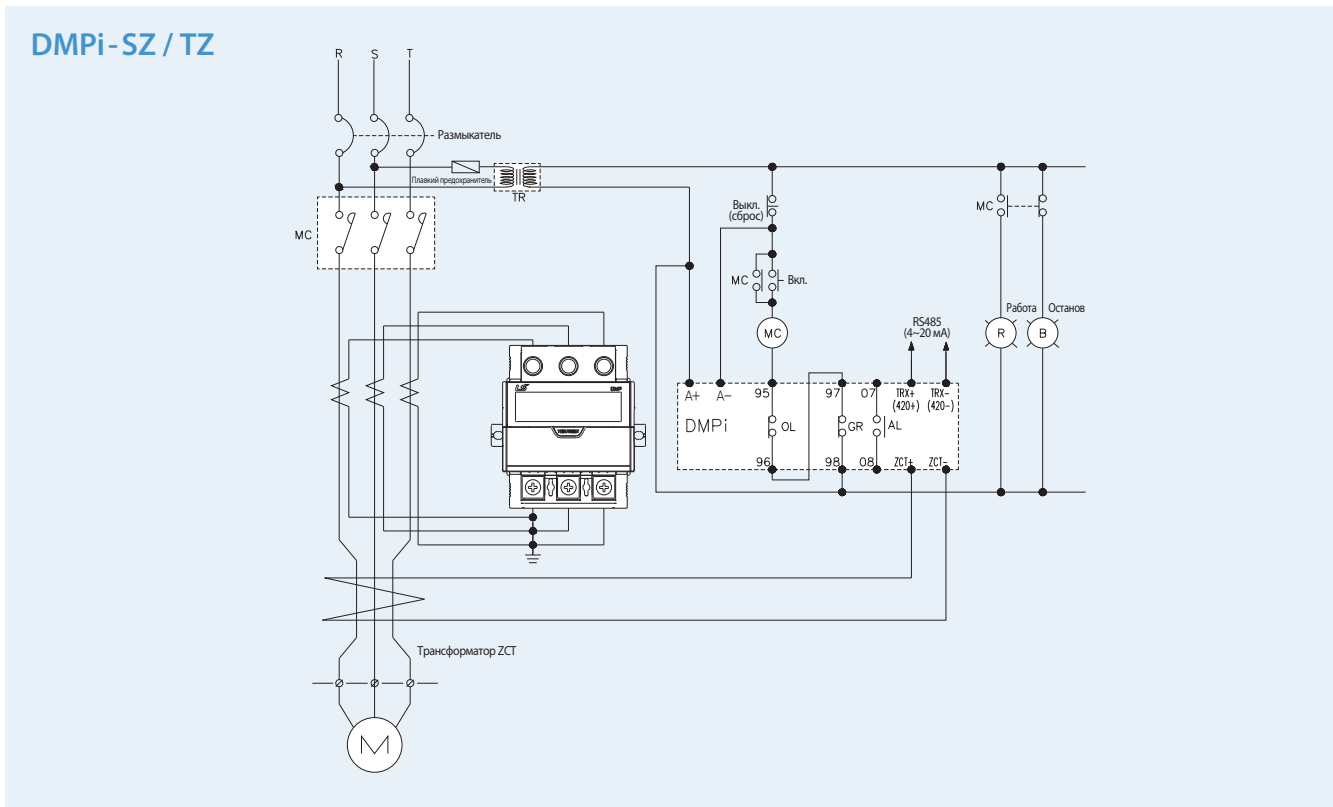 DMPi-SZ / TZ
R S T
Размыкатель
Плавкий предохранитель
TR
MC
Выкл.
(сброс)
MC
MC
Вкл.
MC
Работа
Останов
R
B
RS485
(4~20 мА)
A+ A- 95 97 07 TRX+ TRX-
(420+) (420-)
DMPi
OL
GR
AL
96 98 08 ZCT+ ZCT-
LS
DMP
Трансформатор ZCT
M